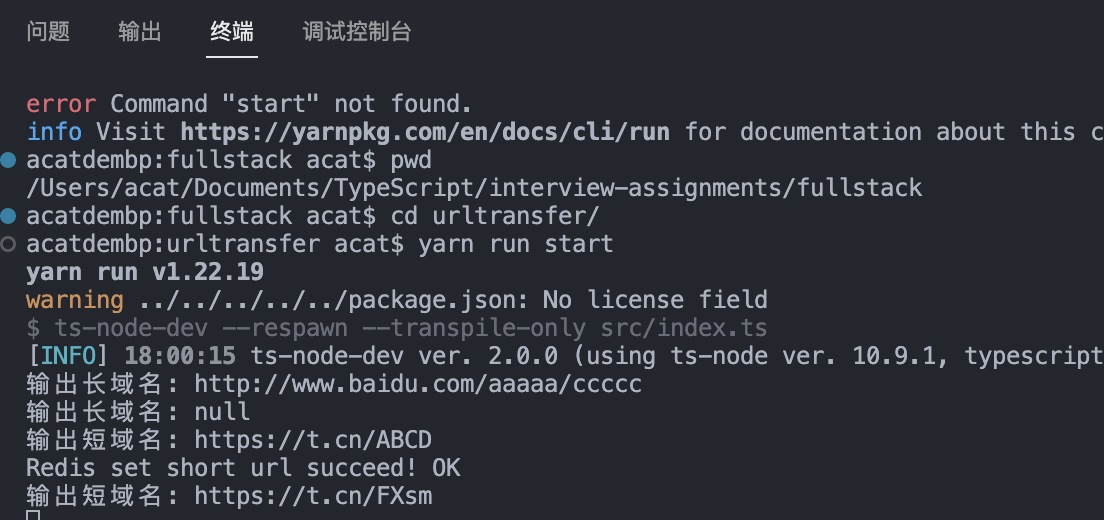 问题 输出 终端 调试控制台
error Command "start" not found.
info Visit https://yarnpkg.com/en/docs/cli/run for documentation about this c
acatdembp:fullstack acat$ pwd
/Users/acat/Documents/TypeScript/interview-assignments/fullstack
acatdembp:fullstack acat$ cd urltransfer/
acatdembp:urltransfer acat$ yarn run start
yarn run v1.22.19
warning ../../../../../package.json: No license field
$ ts-node-dev --respawn --transpile-only src/index.ts
[INFO] 18:00:15 ts-node-dev ver. 2.0.0 (using ts-node ver. 10.9.1, typescript
输出长域名: http://www.baidu.com/aaaaa/ccccc
输出长域名: null
输出短域名: https://t.cn/ABCD
Redis set short url succeed! OK
输出短域名: https://t.cn/FXsm